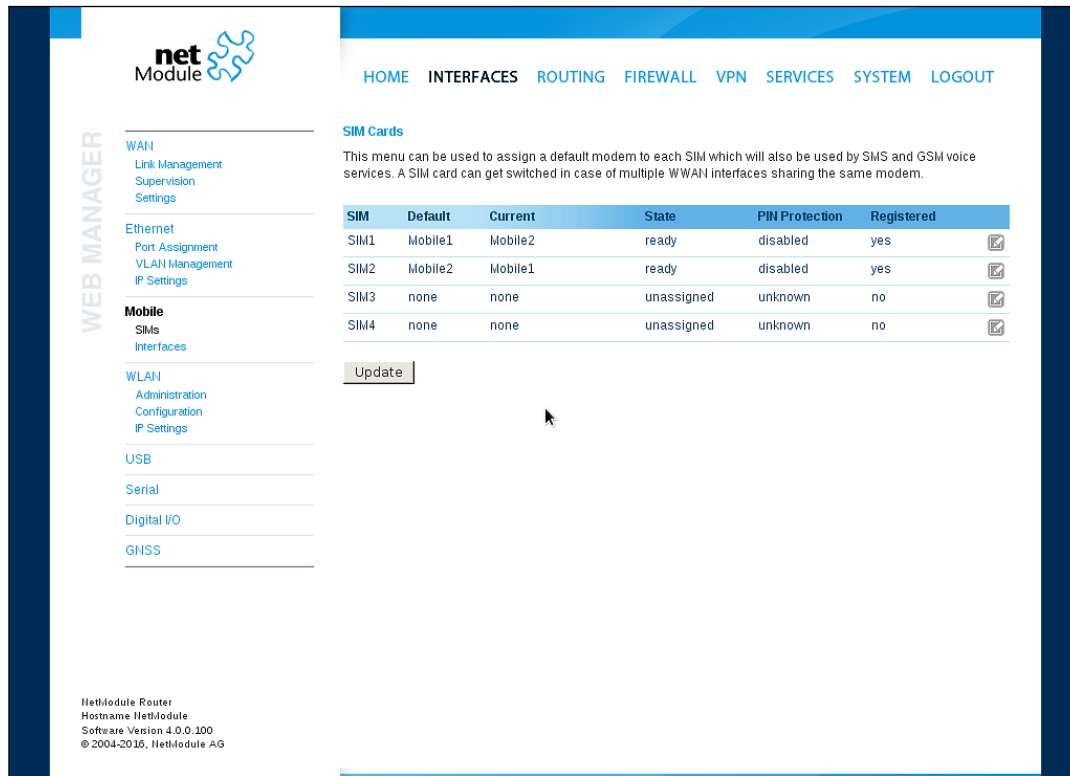 net
Module
HOME INTERFACES ROUTING FIREWALL VPN SERVICES SYSTEM LOGOUT
WEB MANAGER
WAN
Link Management
Supervision
Settings
Ethernet
Port Assignment
VLAN Management
IP Settings
Mobile
SIMs
Interfaces
WLAN
Administration
Configuration
IP Settings
USB
Serial
Digital I/O
GNSS
SIM Cards
This menu can be used to assign a default modem to each SIM which will also be used by SMS and GSM voice
services. A SIM card can get switched in case of multiple WWAN interfaces sharing the same modem.
SIM Default Current State PIN Protection Registered
SIM1 Mobile1 Mobile2 ready disabled yes
SIM2 Mobile2 Mobile1 ready disabled yes
SIM3 none none unassigned unknown no
SIM4 none none unassigned unknown no
Update
NetModule Router
Hostname NetModule
Software Version 4.0.0.100
© 2004-2016, NetModule AG